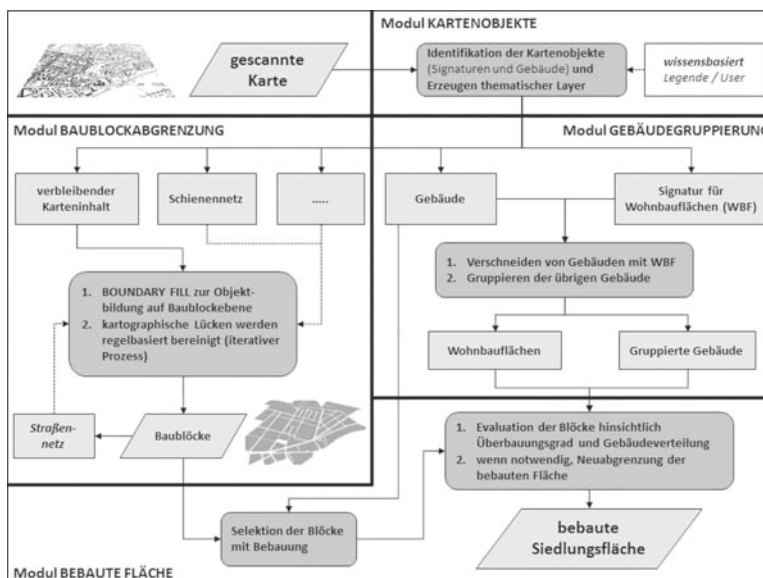 Modul KARTENOBJEKTE
gescannte
Karte
Identifikation der Kartenobjekte
(Signaturen und Gebäude) und
Erzeugen thematischer Layer
wissensbasiert
Legende / User
Modul BAUBLOCKABGRENZUNG
verbleibender
Karteninhalt
Schienennetz
.....
1. BOUNDARY FILL zur Objekt-
bildung auf Baublockebene
2. kartographische Lücken werden
regelbasiert bereinigt (iterativer
Prozess)
Straßen-
netz
Baublöcke
Modul GEBÄUDEGRUPPIERUNG
Gebäude
Signatur für
Wohnbauflächen (WBF)
1. Verschneiden von Gebäuden mit WBF
2. Gruppieren der übrigen Gebäude
Wohnbauflächen
Gruppierte Gebäude
1. Evaluation der Blöcke hinsichtlich
Überbauungsgrad und Gebäudeverteilung
2. wenn notwendig, Neuabgrenzung der
bebauten Fläche
Selektion der Blöcke
mit Bebauung
bebaute
Siedlungsfläche
Modul BEBAUTE FLÄCHE